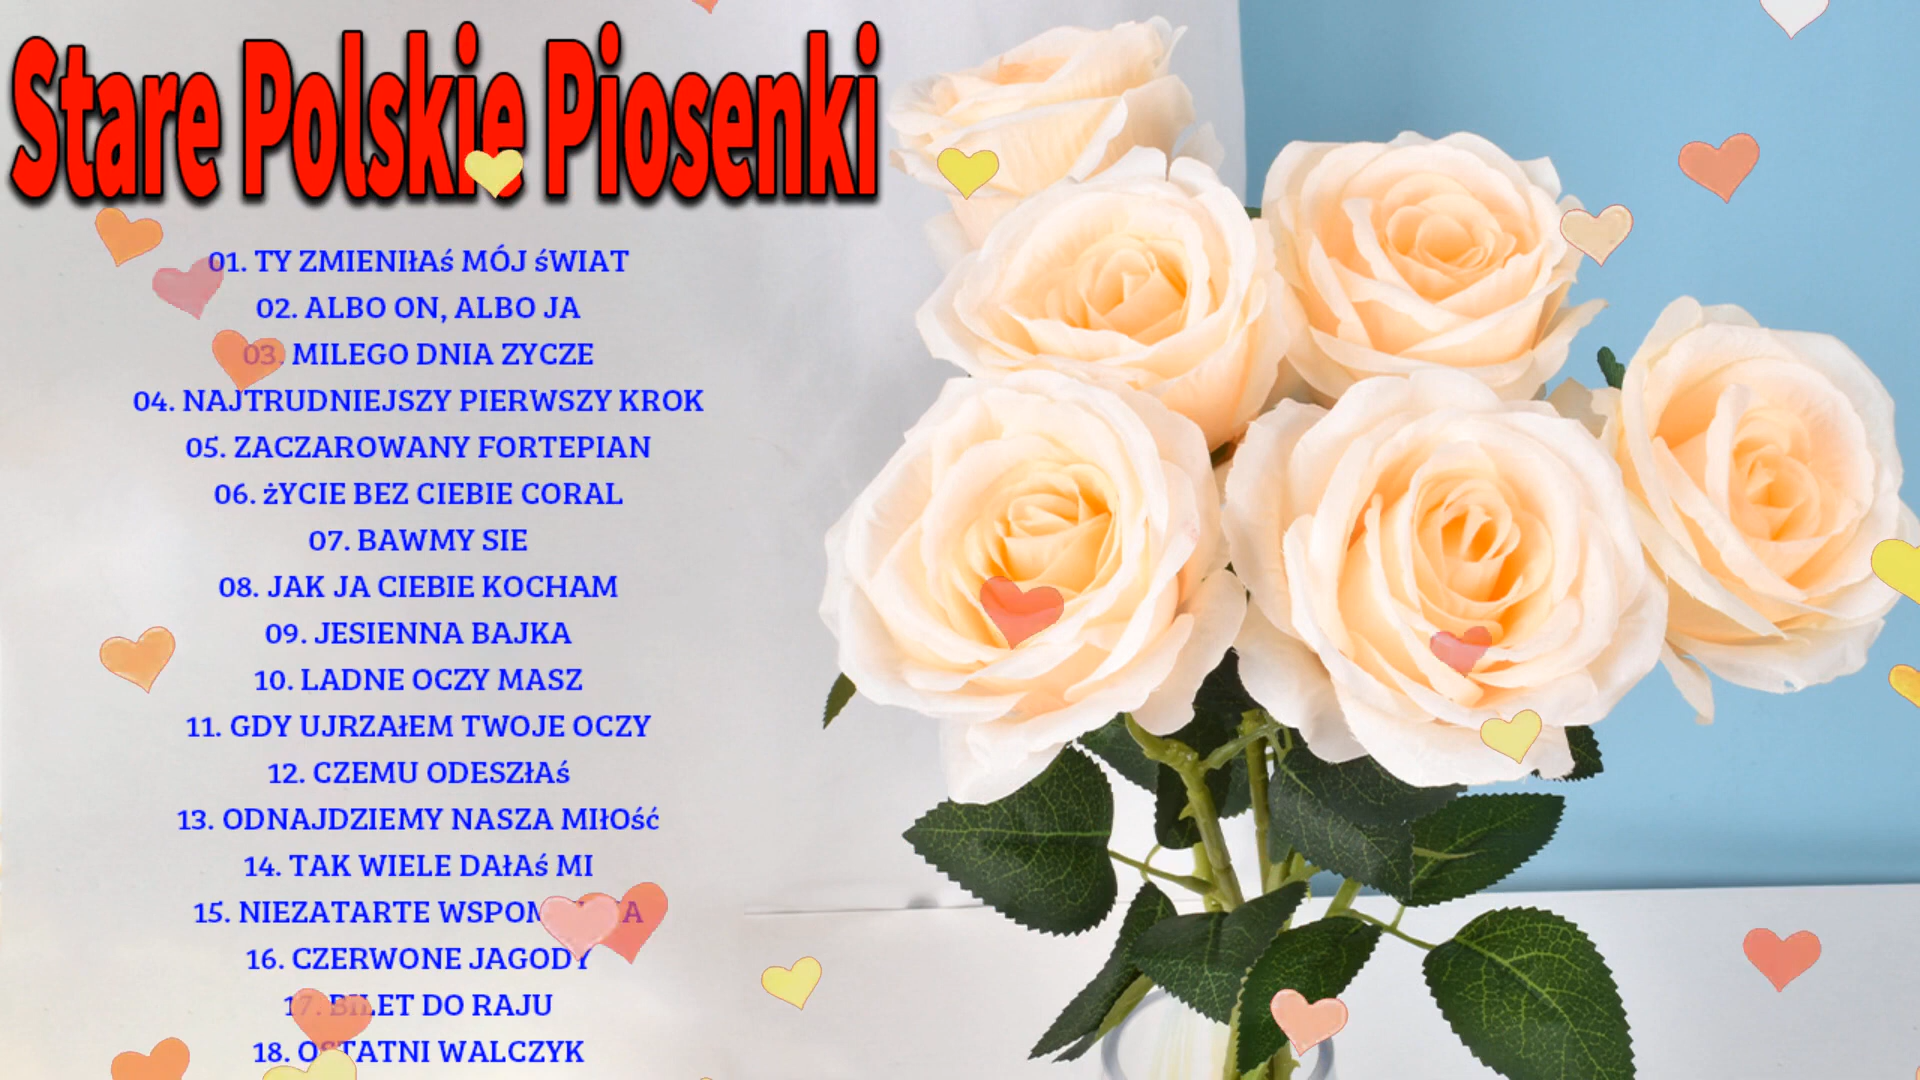 Stare Polskie Piosenki
01. TY ZMIENIłAś MÓJ śWIAT
02. ALBO ON, ALBO JA
03. MILEGO DNIA ZYCZE
04. NAJTRUDNIEJSZY PIERWSZY KROK
05. ZACZAROWANY FORTEPIAN
06. żYCIE BEZ CIEBIE CORAL
07. BAWMY SIE
08. JAK JA CIEBIE KOCHAM
09. JESIENNA BAJKA
10. LADNE OCZY MASZ
11. GDY UJRZAłEM TWOJE OCZY
12. CZEMU ODESZłAś
13. ODNAJDZIEMY NASZA MIłOść
14. TAK WIELE DAłAś MI
15. NIEZATARTE
16. CZERWONE JAGODY
17. BILET DO RAJU
18. OSTATNI WALCZYK